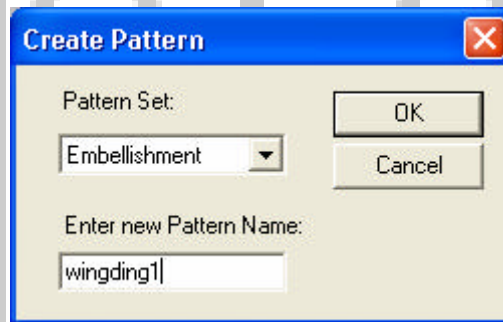 Create Pattern
Pattern Set:
OK
Embellishment
Cancel
Enter new Pattern Name:
wingding1